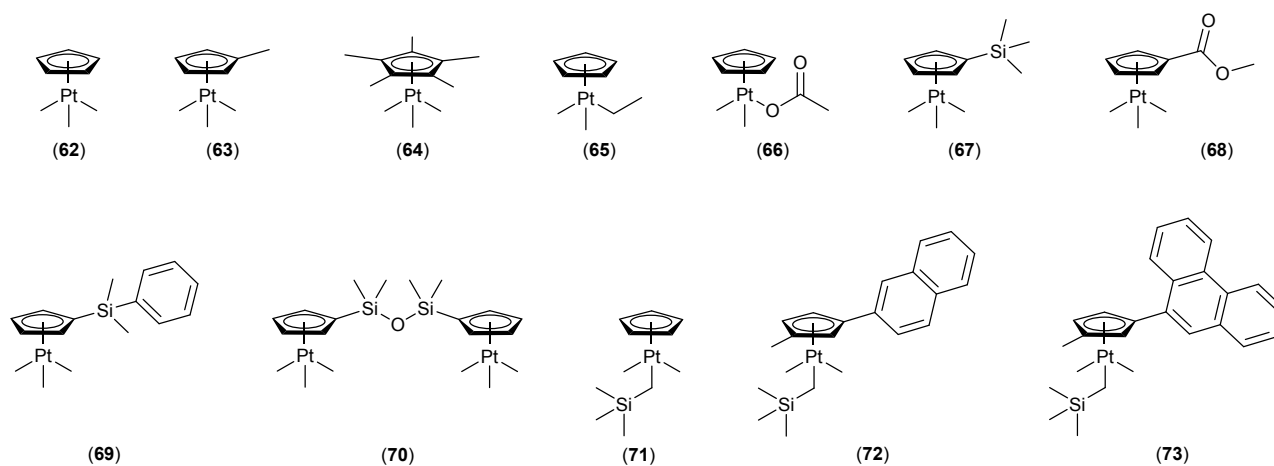 O
Si
O
O
Pt Pt Pt Pt Pt O Pt Pt
(62) (63) (64) (65) (66) (67) (68)
Si Si Si
O
Pt Pt Pt Pt Pt Pt
Si Si Si
(69) (70) (71) (72) (73)